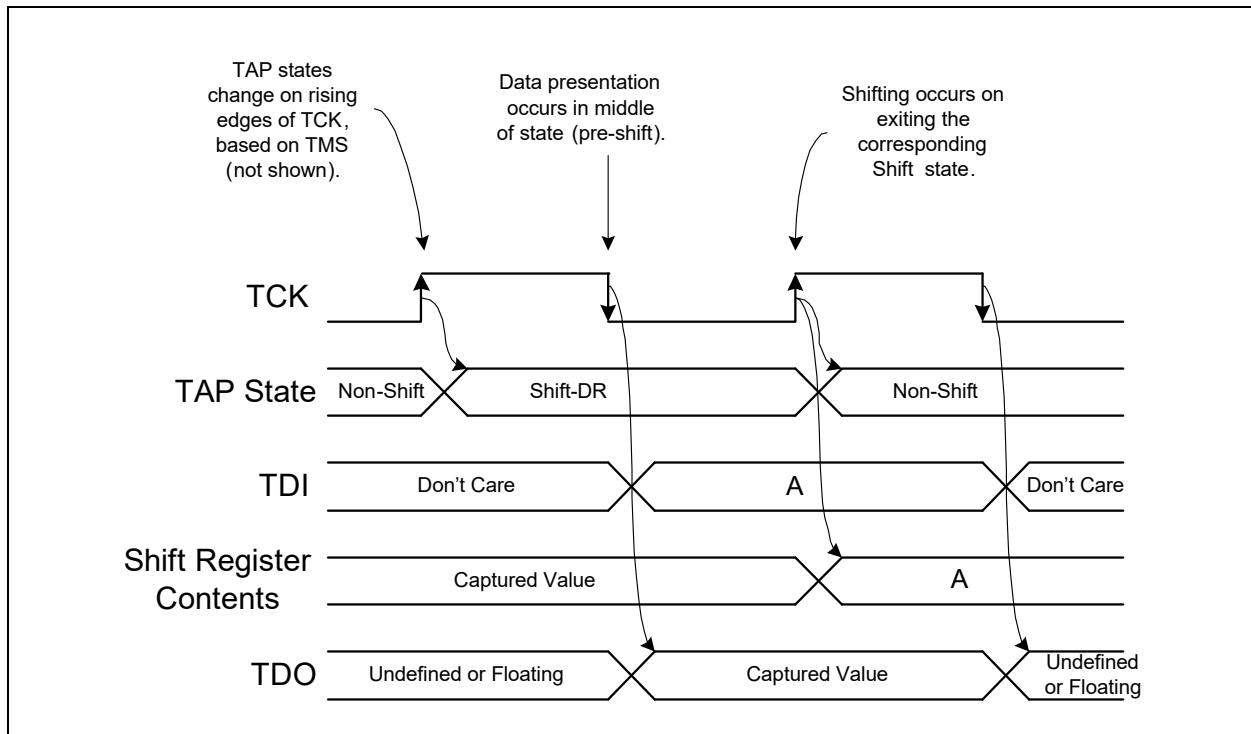 TAP states
change on rising
edges of TCK,
based on TMS
(not shown).
Data presentation
occurs in middle
of state (pre-shift).
Shifting occurs on
exiting the
corresponding
Shift state.
TCK
TAP State
Non-Shift
Shift-DR
Non-Shift
TDI
Don't Care
A
Don't Care
Shift Register
Contents
Captured Value
A
TDO
Undefined or Floating
Captured Value
Undefined
or Floating